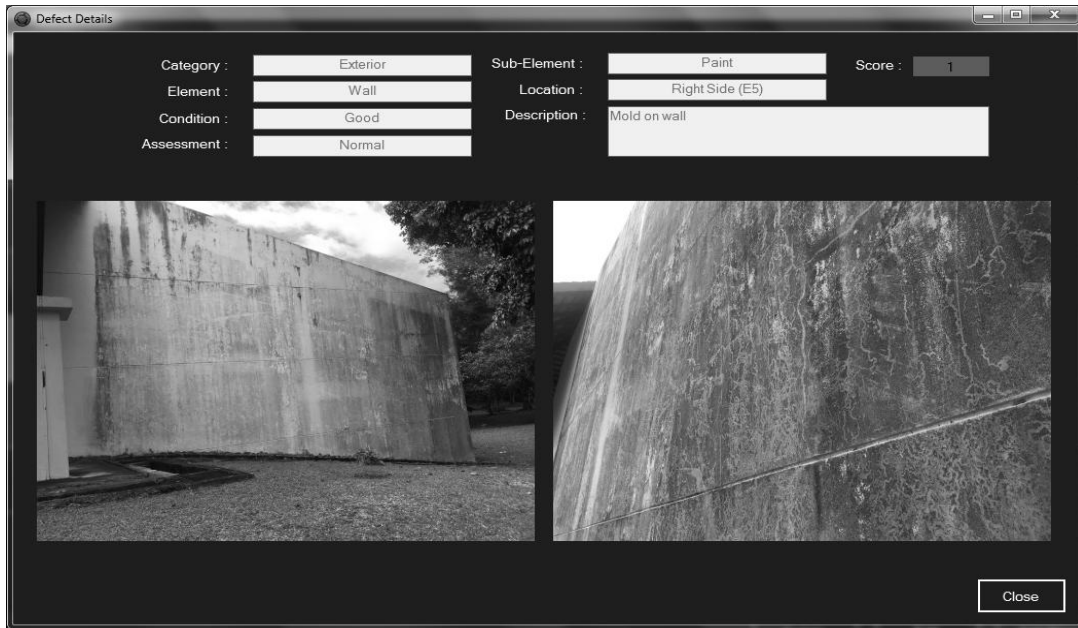 Defect Details
Category : Exterior
Element : Wall
Condition : Good
Assessment : Normal
Sub-Element : Paint
Location : Right Side (E5)
Description : Mold on wall
Score : 1
Close